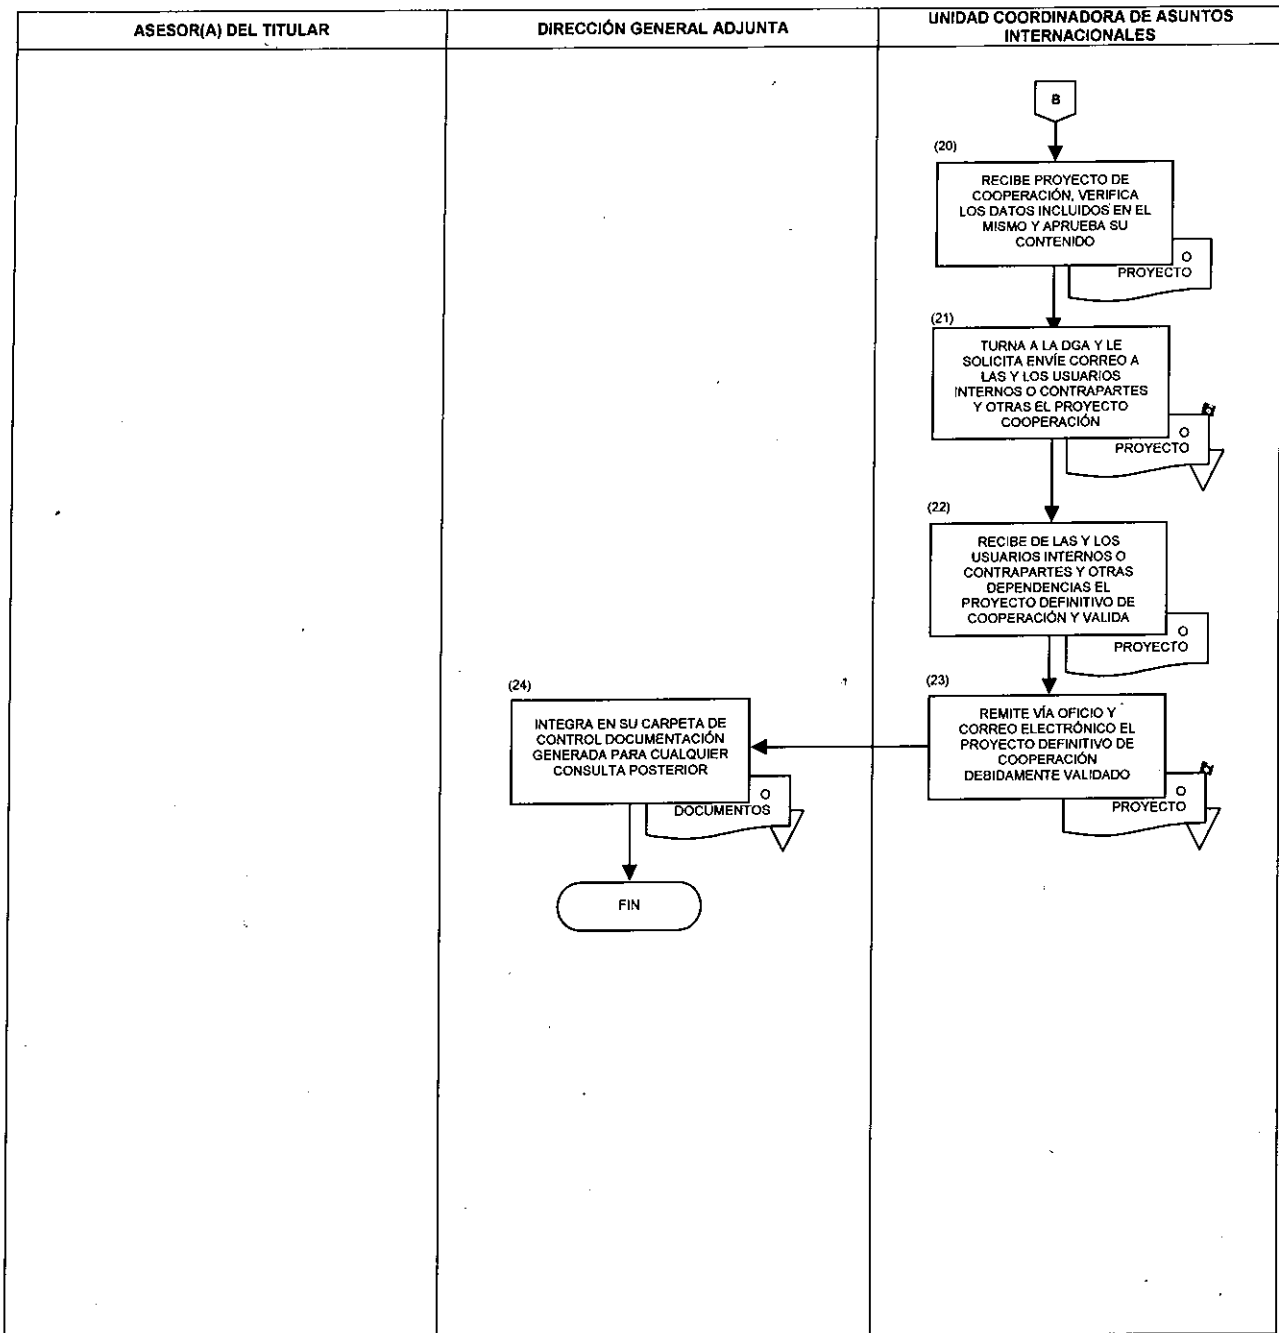 ASESOR(A) DEL TITULAR
DIRECCIÓN GENERAL ADJUNTA
UNIDAD COORDINADORA DE ASUNTOS
INTERNACIONALES
B
(20)
RECIBE PROYECTO DE
COOPERACIÓN, VERIFICA
LOS DATOS INCLUIDOS EN EL
MISMO Y APRUEBA SU
CONTENIDO
O
PROYECTO
(21)
TURNA A LA DGA Y LE
SOLICITA ENVÍE CORREO A
LAS Y LOS USUARIOS
INTERNOS O CONTRAPARTES
Y OTRAS EL PROYECTO
COOPERACIÓN
O
PROYECTO
(22)
RECIBE DE LAS Y LOS
USUARIOS INTERNOS O
CONTRAPARTES Y OTRAS
DEPENDENCIAS EL
PROYECTO DEFINITIVO DE
COOPERACIÓN Y VALIDA
O
PROYECTO
(23)
REMITE VÍA OFICIO Y
CORREO ELECTRÓNICO EL
PROYECTO DEFINITIVO DE
COOPERACIÓN
DEBIDAMENTE VALIDADO
O
PROYECTO
(24)
INTEGRA EN SU CARPETA DE
CONTROL DOCUMENTACIÓN
GENERADA PARA CUALQUIER
CONSULTA POSTERIOR
O
DOCUMENTOS
FIN